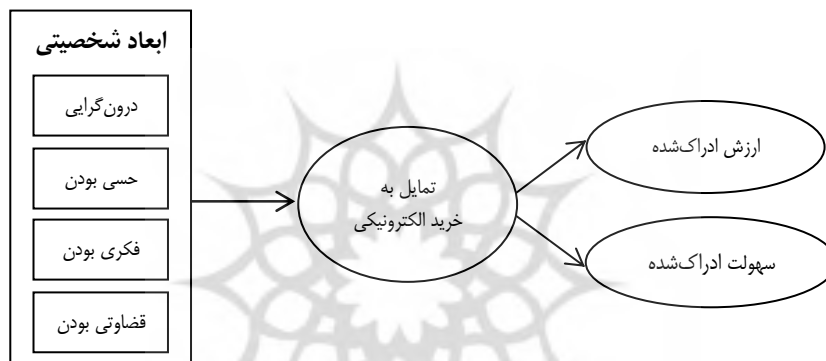 ابعاد شخصیتی
درون‌گرایی
حسی بودن
فکری بودن
قضاوتی بودن
تمایل به
خرید الکترونیکی
ارزش ادراک‌شده
سهولت ادراک‌شده